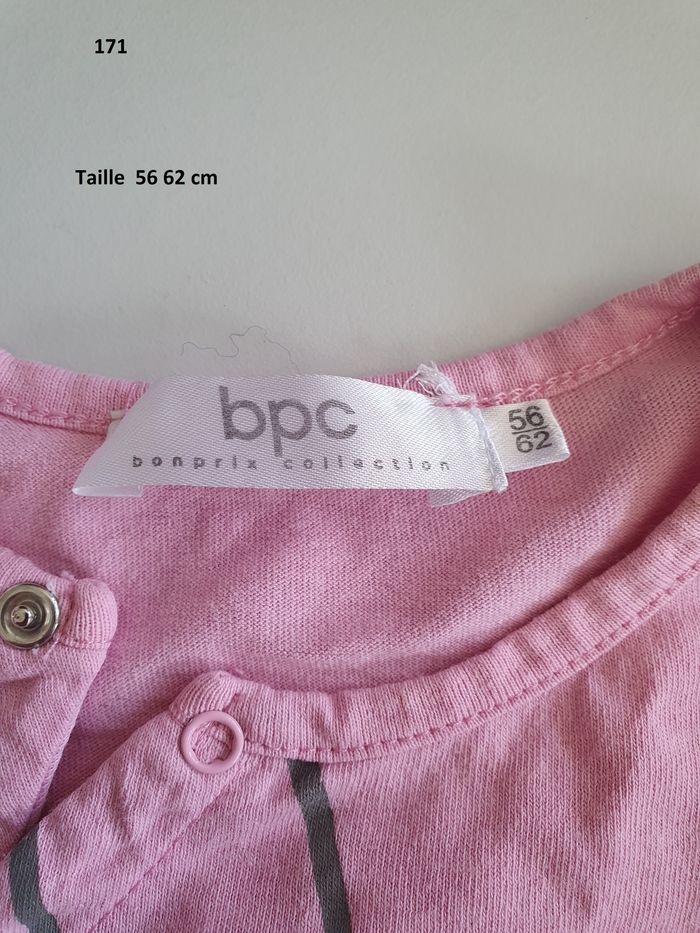 171
Taille 56 62 cm
bpc
bonprix collection
56
62